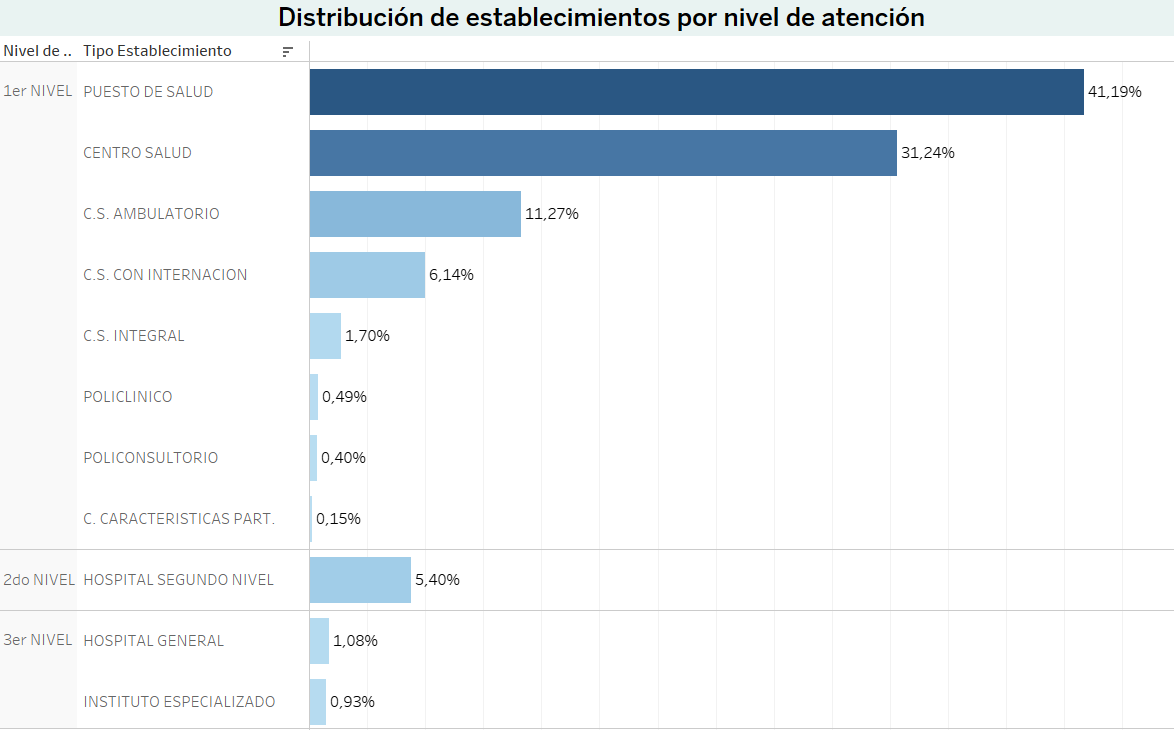 Distribución de establecimientos por nivel de atención
Nivel de .. Tipo Establecimiento
1er NIVEL PUESTO DE SALUD 41,19%
CENTRO SALUD 31,24%
C.S. AMBULATORIO 11,27%
C.S. CON INTERNACION 6,14%
C.S. INTEGRAL 1,70%
POLICLINICO 0,49%
POLICONSULTORIO 0,40%
C. CARACTERISTICAS PART. 0,15%
2do NIVEL HOSPITAL SEGUNDO NIVEL 5,40%
3er NIVEL HOSPITAL GENERAL 1,08%
INSTITUTO ESPECIALIZADO 0,93%